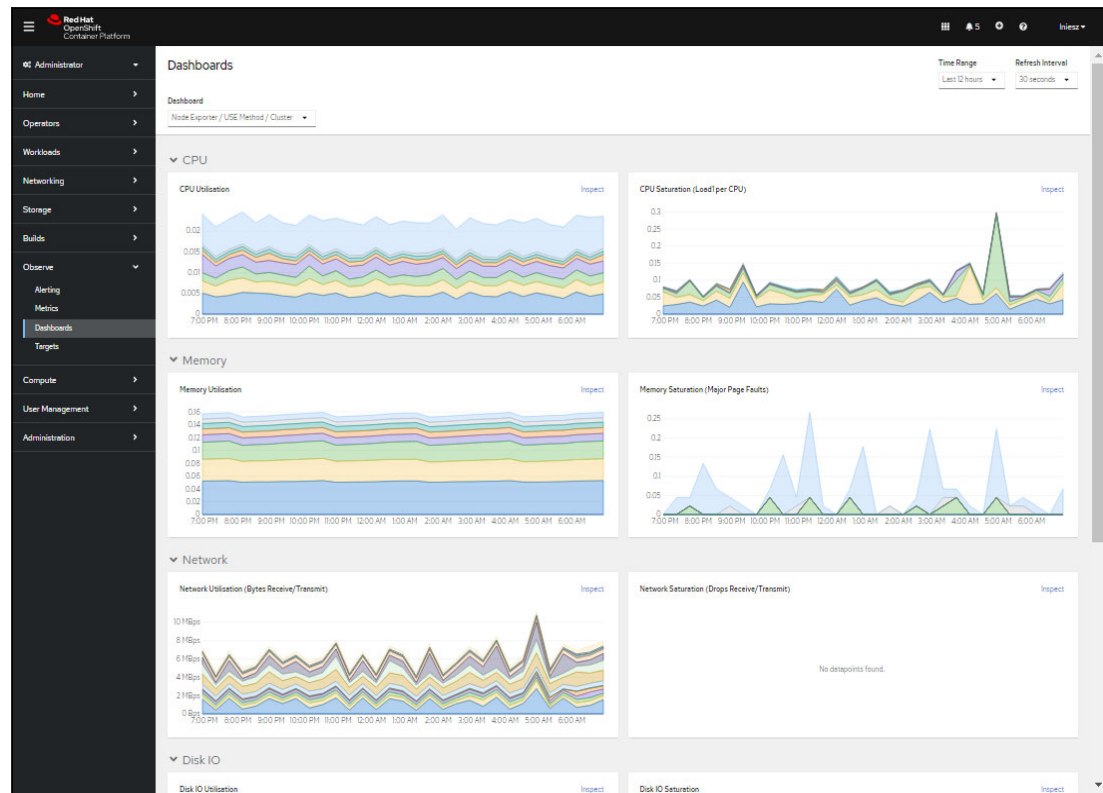 Red Hat
OpenShift
Container Platform
5
lniesz
Administrator
Home
Operators
Workloads
Networking
Storage
Builds
Observe
Alerting
Metrics
Dashboards
Targets
Compute
User Management
Administration
Dashboards
Time Range
Refresh Interval
Last 12 hours
30 seconds
Dashboard
Node Exporter / USE Method / Cluster
CPU
CPU Utilisation
Inspect
0.02
0.015
0.01
0.005
0
7:00 PM 8:00 PM 9:00 PM 10:00 PM 11:00 PM 12:00 AM 1:00 AM 2:00 AM 3:00 AM 4:00 AM 5:00 AM 6:00 AM
CPU Saturation (Load1 per CPU)
Inspect
0.3
0.25
0.2
0.15
0.1
0.05
0
7:00 PM 8:00 PM 9:00 PM 10:00 PM 11:00 PM 12:00 AM 1:00 AM 2:00 AM 3:00 AM 4:00 AM 5:00 AM 6:00 AM
Memory
Memory Utilisation
Inspect
0.16
0.14
0.12
0.1
0.08
0.06
0.04
0.02
0
7:00 PM 8:00 PM 9:00 PM 10:00 PM 11:00 PM 12:00 AM 1:00 AM 2:00 AM 3:00 AM 4:00 AM 5:00 AM 6:00 AM
Memory Saturation (Major Page Faults)
Inspect
0.25
0.2
0.15
0.1
0.05
0
7:00 PM 8:00 PM 9:00 PM 10:00 PM 11:00 PM 12:00 AM 1:00 AM 2:00 AM 3:00 AM 4:00 AM 5:00 AM 6:00 AM
Network
Network Utilisation (Bytes Receive/Transmit)
Inspect
10 MBps
8 MBps
6 MBps
4 MBps
2 MBps
0 Bps
7:00 PM 8:00 PM 9:00 PM 10:00 PM 11:00 PM 12:00 AM 1:00 AM 2:00 AM 3:00 AM 4:00 AM 5:00 AM 6:00 AM
Network Saturation (Drops Receive/Transmit)
Inspect
No datapoints found.
Disk IO
Disk IO Utilisation
Inspect
Disk IO Saturation
Inspect